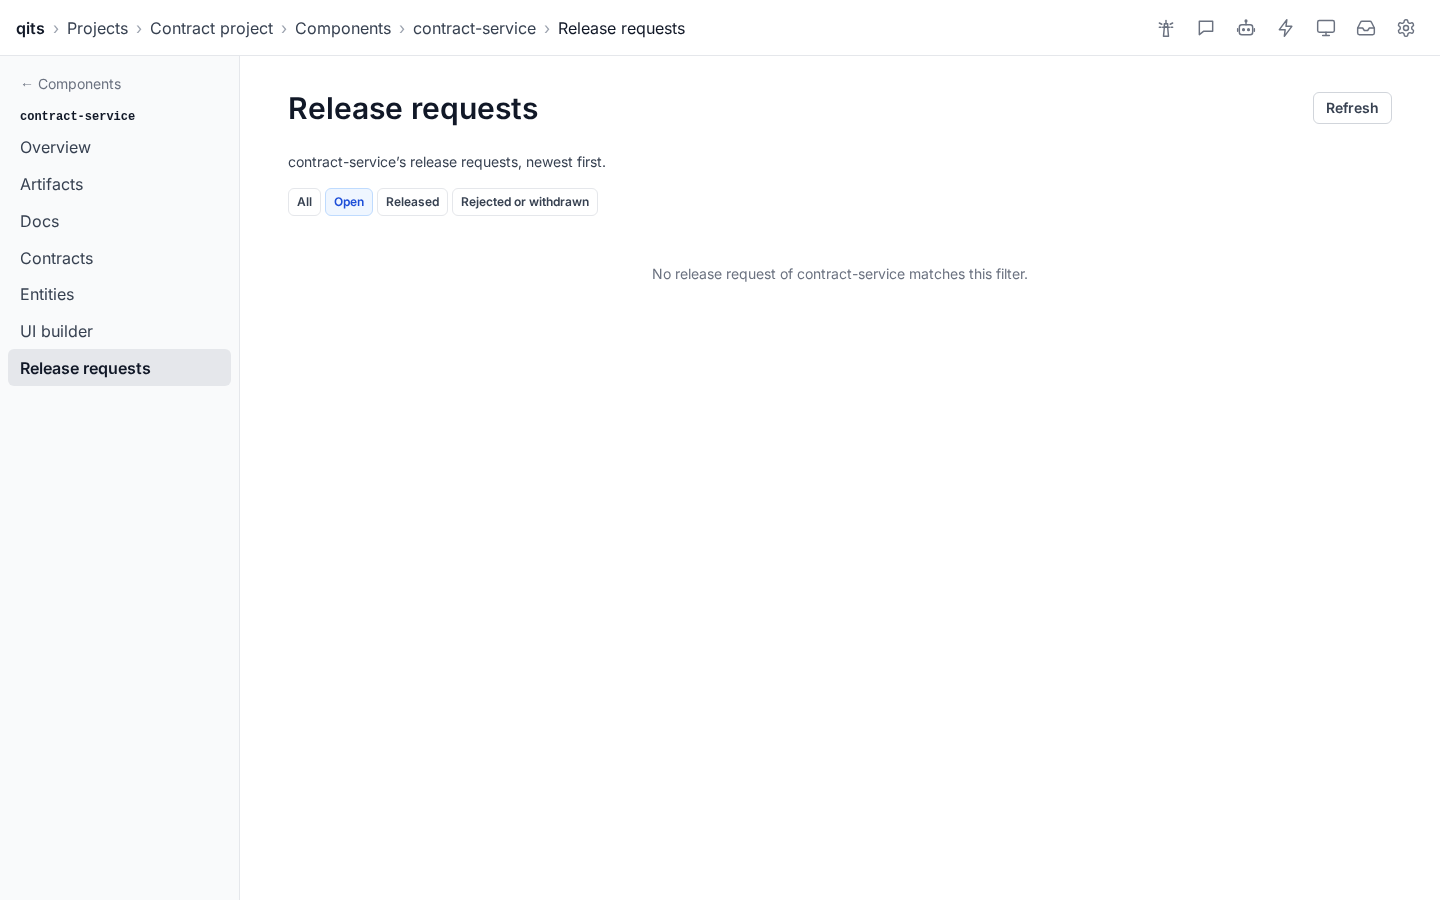 qits › Projects › Contract project › Components › contract-service › Release requests
← Components
contract-service
Overview
Artifacts
Docs
Contracts
Entities
UI builder
Release requests
Release requests
Refresh
contract-service’s release requests, newest first.
All Open Released Rejected or withdrawn
No release request of contract-service matches this filter.